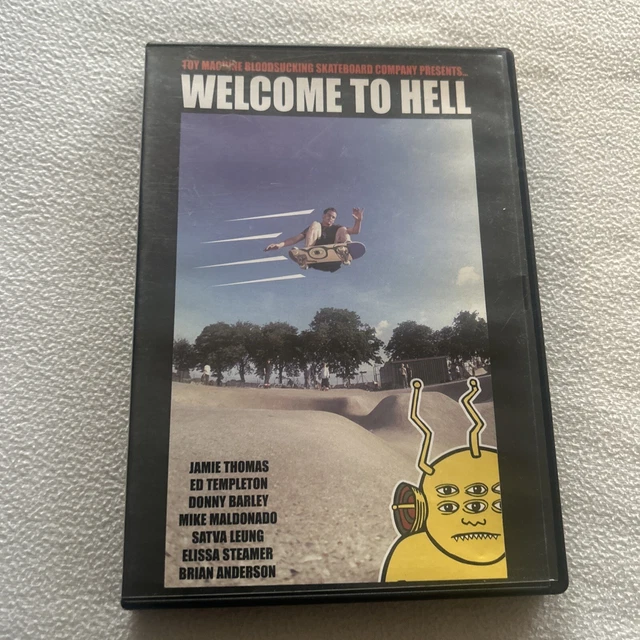 TOY MACHINE BLOODSUCKING SKATEBOARD COMPANY PRESENTS...
WELCOME TO HELL
JAMIE THOMAS
ED TEMPLETON
DONNY BARLEY
MIKE MALDONADO
SATVA LEUNG
ELISSA STEAMER
BRIAN ANDERSON